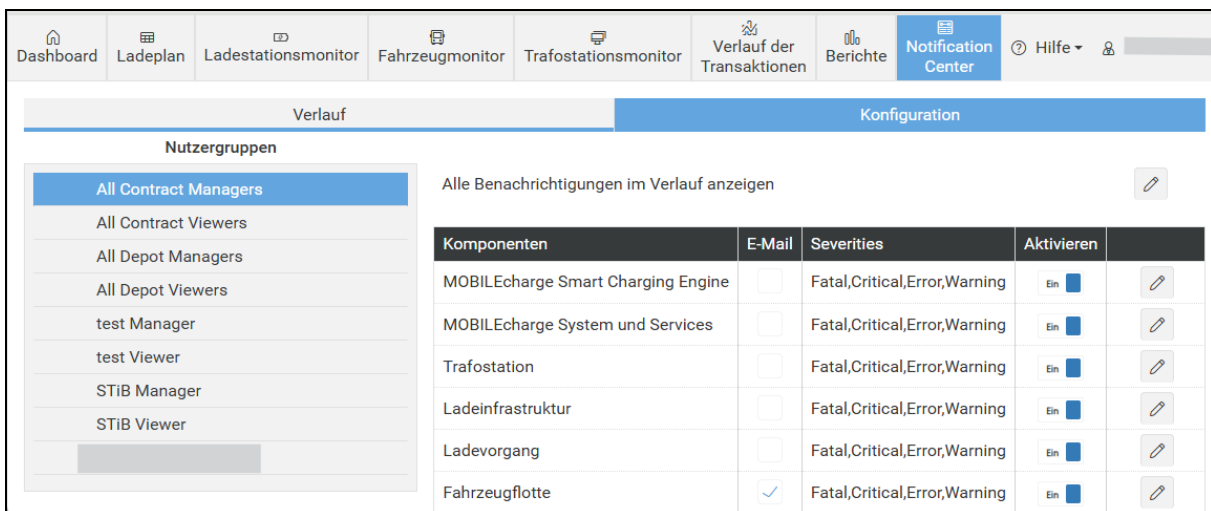 Dashboard
Ladeplan
Ladestationsmonitor
Fahrzeugmonitor
Trafostationsmonitor
Verlauf der
Transaktionen
Berichte
Notification
Center
Hilfe
Verlauf
Konfiguration
Nutzergruppen
All Contract Managers
All Contract Viewers
All Depot Managers
All Depot Viewers
test Manager
test Viewer
STiB Manager
STiB Viewer
Alle Benachrichtigungen im Verlauf anzeigen
Komponenten E-Mail Severities Aktivieren
MOBILEcharge Smart Charging Engine Fatal,Critical,Error,Warning Ein
MOBILEcharge System und Services Fatal,Critical,Error,Warning Ein
Trafostation Fatal,Critical,Error,Warning Ein
Ladeinfrastruktur Fatal,Critical,Error,Warning Ein
Ladevorgang Fatal,Critical,Error,Warning Ein
Fahrzeugflotte Fatal,Critical,Error,Warning Ein